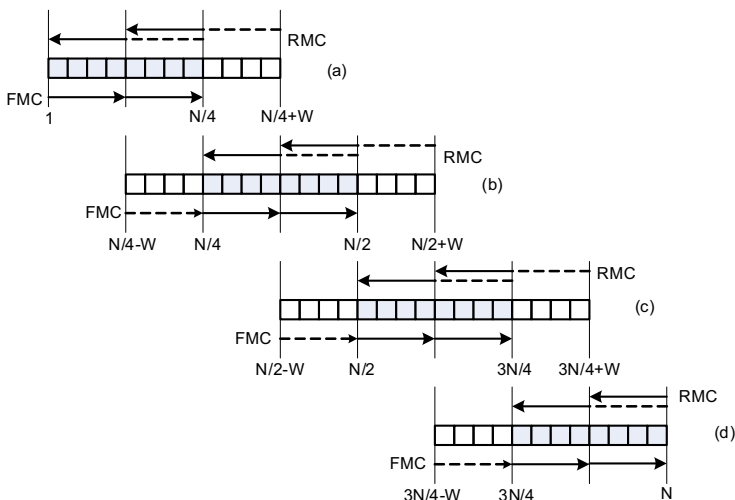 RMC
(a)
FMC
1 N/4 N/4+W
RMC
(b)
FMC
N/4-W N/4 N/2 N/2+W
RMC
(c)
FMC
N/2-W N/2 3N/4 3N/4+W
RMC
(d)
FMC
3N/4-W 3N/4 N